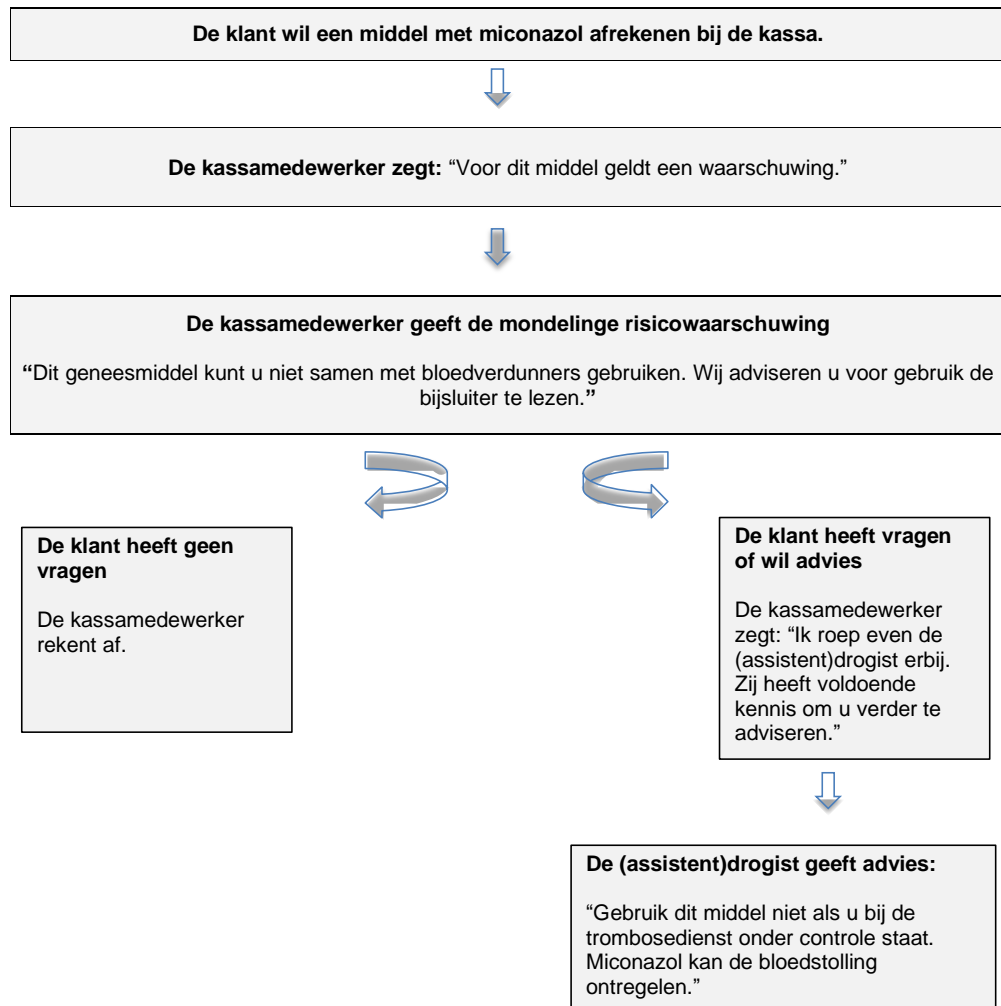 De klant wil een middel met miconazol afrekenen bij de kassa.
De kassamedewerker zegt: “Voor dit middel geldt een waarschuwing.”
De kassamedewerker geeft de mondelinge risicowaarschuwing
“Dit geneesmiddel kunt u niet samen met bloedverdunners gebruiken. Wij adviseren u voor gebruik de
bijsluiter te lezen.”
De klant heeft geen
vragen
De kassamedewerker
rekent af.
De klant heeft vragen
of wil advies
De kassamedewerker
zegt: “Ik roep even de
(assistent)drogist erbij.
Zij heeft voldoende
kennis om u verder te
adviseren.”
De (assistent)drogist geeft advies:
“Gebruik dit middel niet als u bij de
trombosedienst onder controle staat.
Miconazol kan de bloedstolling
ontregelen.”